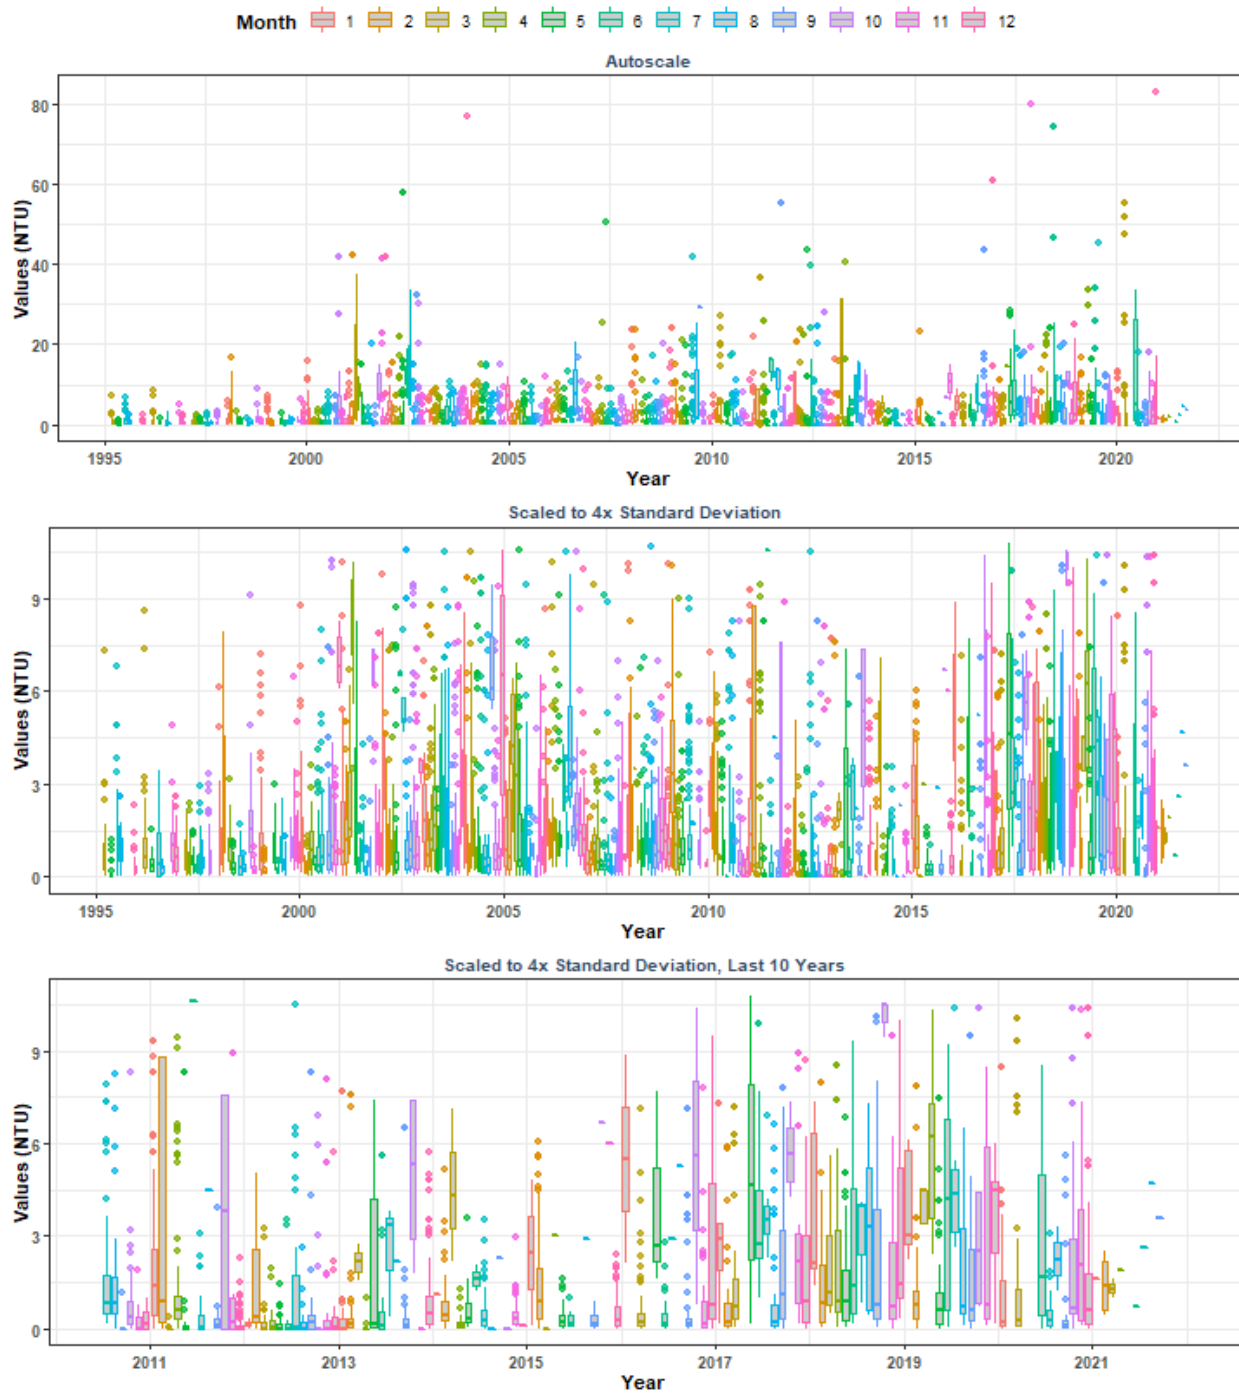 Month 1 2 3 4 5 6 7 8 9 10 11 12
Autoscale
Values (NTU)
80
60
40
20
0
1995 2000 2005 2010 2015 2020
Year
Scaled to 4x Standard Deviation
Values (NTU)
9
6
3
0
1995 2000 2005 2010 2015 2020
Year
Scaled to 4x Standard Deviation, Last 10 Years
Values (NTU)
9
6
3
0
2011 2013 2015 2017 2019 2021
Year